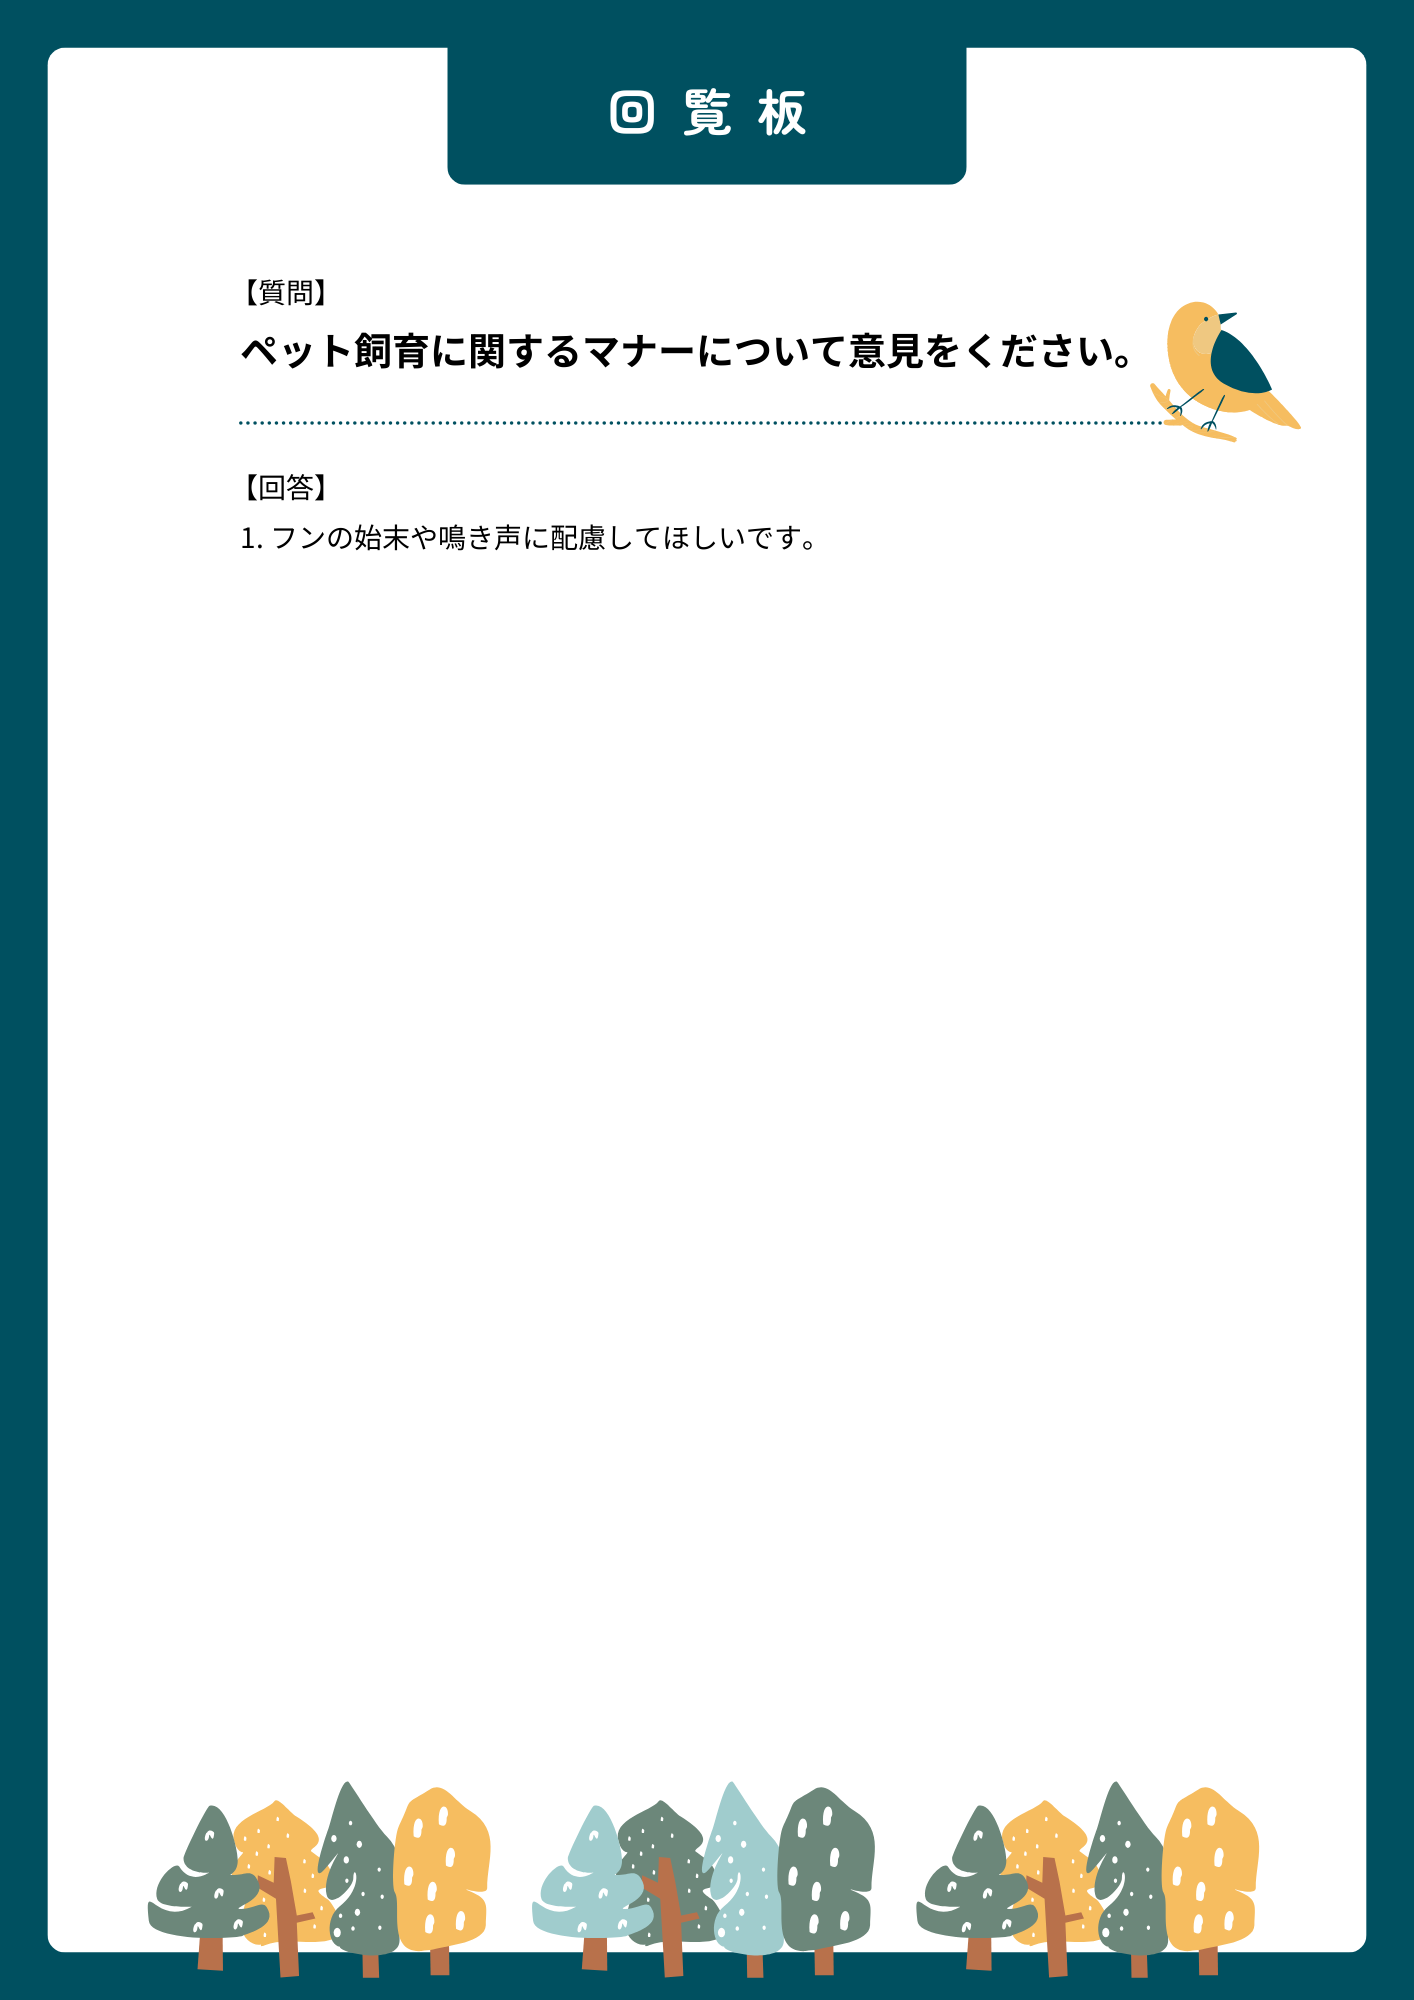 回覧板
【質問】
ペット飼育に関するマナーについて意見をください。
【回答】
1. フンの始末や鳴き声に配慮してほしいです。